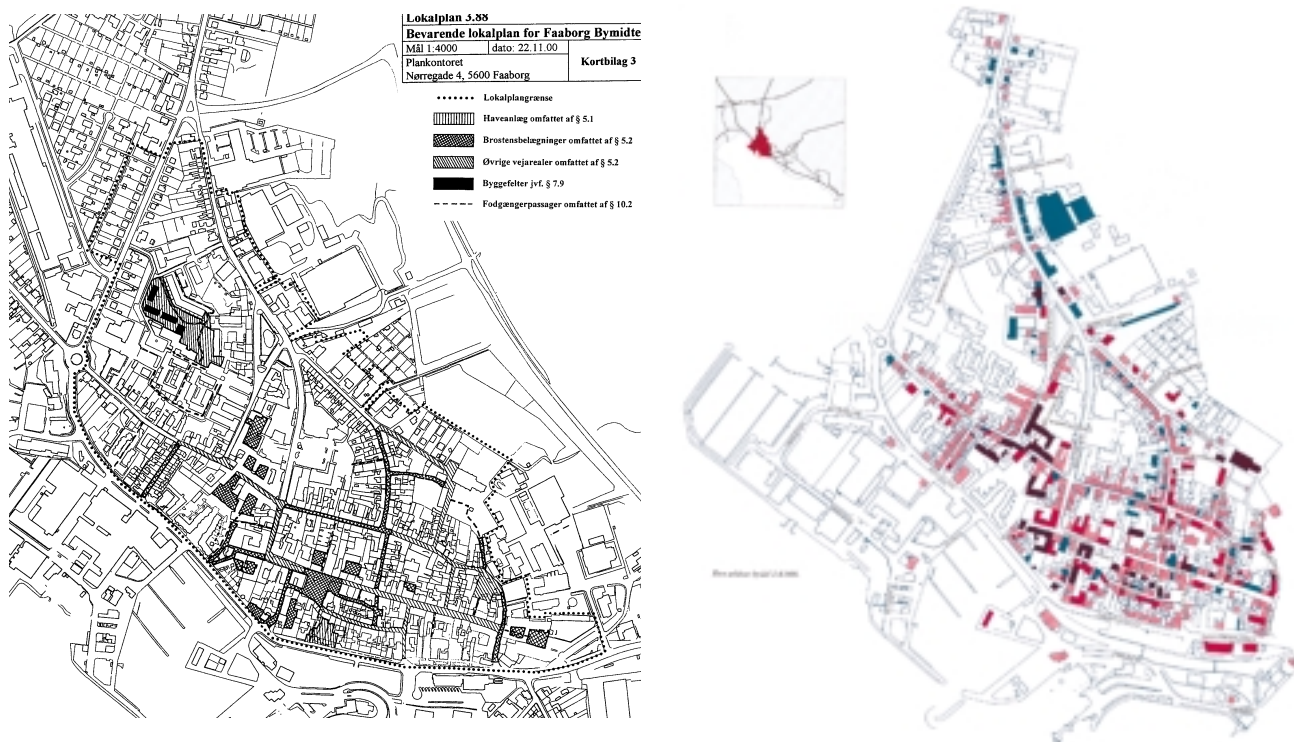 Lokalplan 3.88
Bevarende lokalplan for Faaborg Bymidte
Mål 1:4000 dato: 22.11.00
Plankontoret
Nørregade 4, 5600 Faaborg
Kortbilag 3
Lokalplangrænse
Haveanlæg omfattet af § 5.1
Brostensbelægninger omfattet af § 5.2
Øvrige vejarealer omfattet af § 5.2
Byggefelter jvf. § 7.9
Fodgængerpassager omfattet af § 10.2